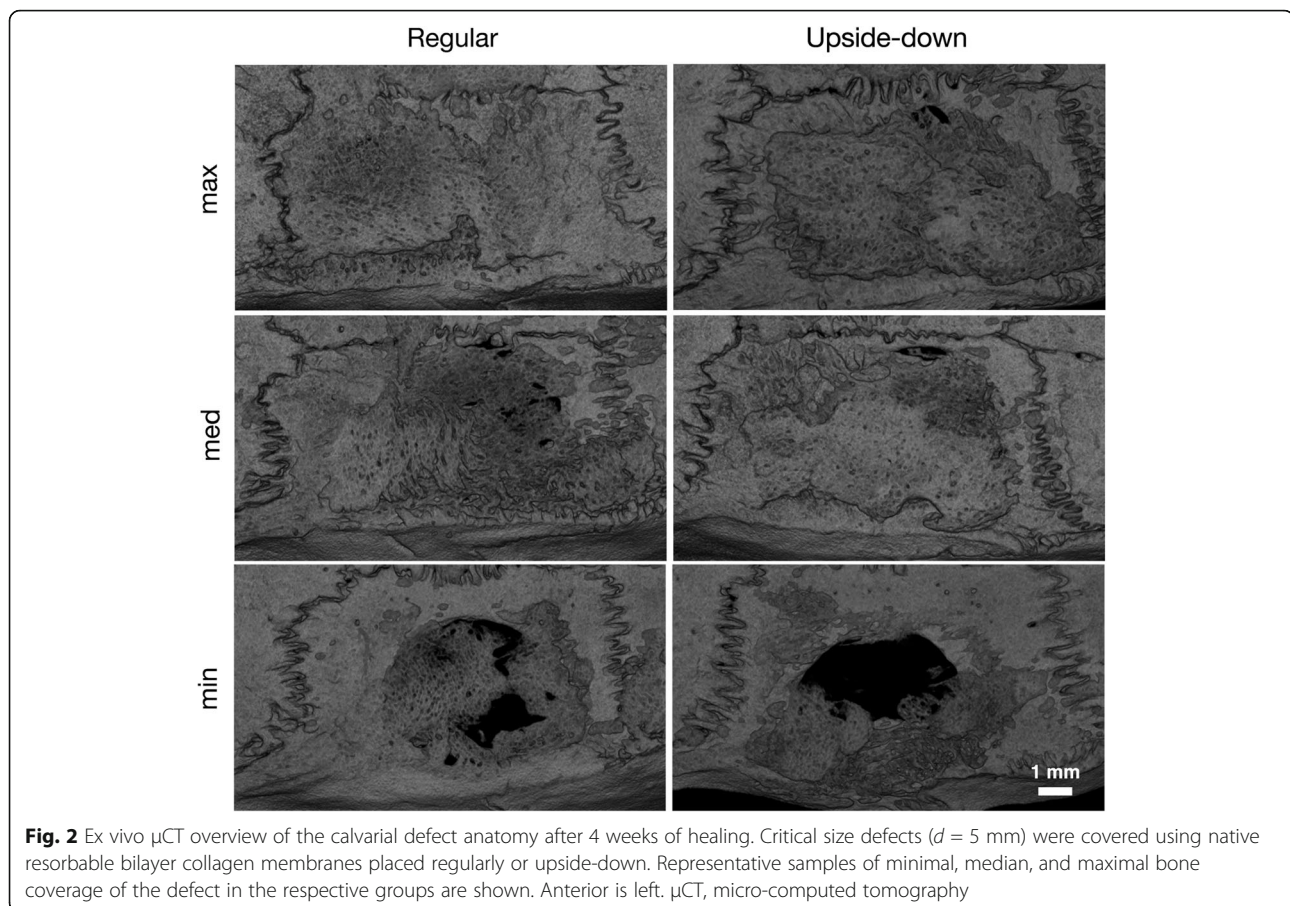 Regular
Upside-down
max
med
min
1 mm
Fig. 2 Ex vivo μCT overview of the calvarial defect anatomy after 4 weeks of healing. Critical size defects (d = 5 mm) were covered using native
resorbable bilayer collagen membranes placed regularly or upside-down. Representative samples of minimal, median, and maximal bone
coverage of the defect in the respective groups are shown. Anterior is left. μCT, micro-computed tomography